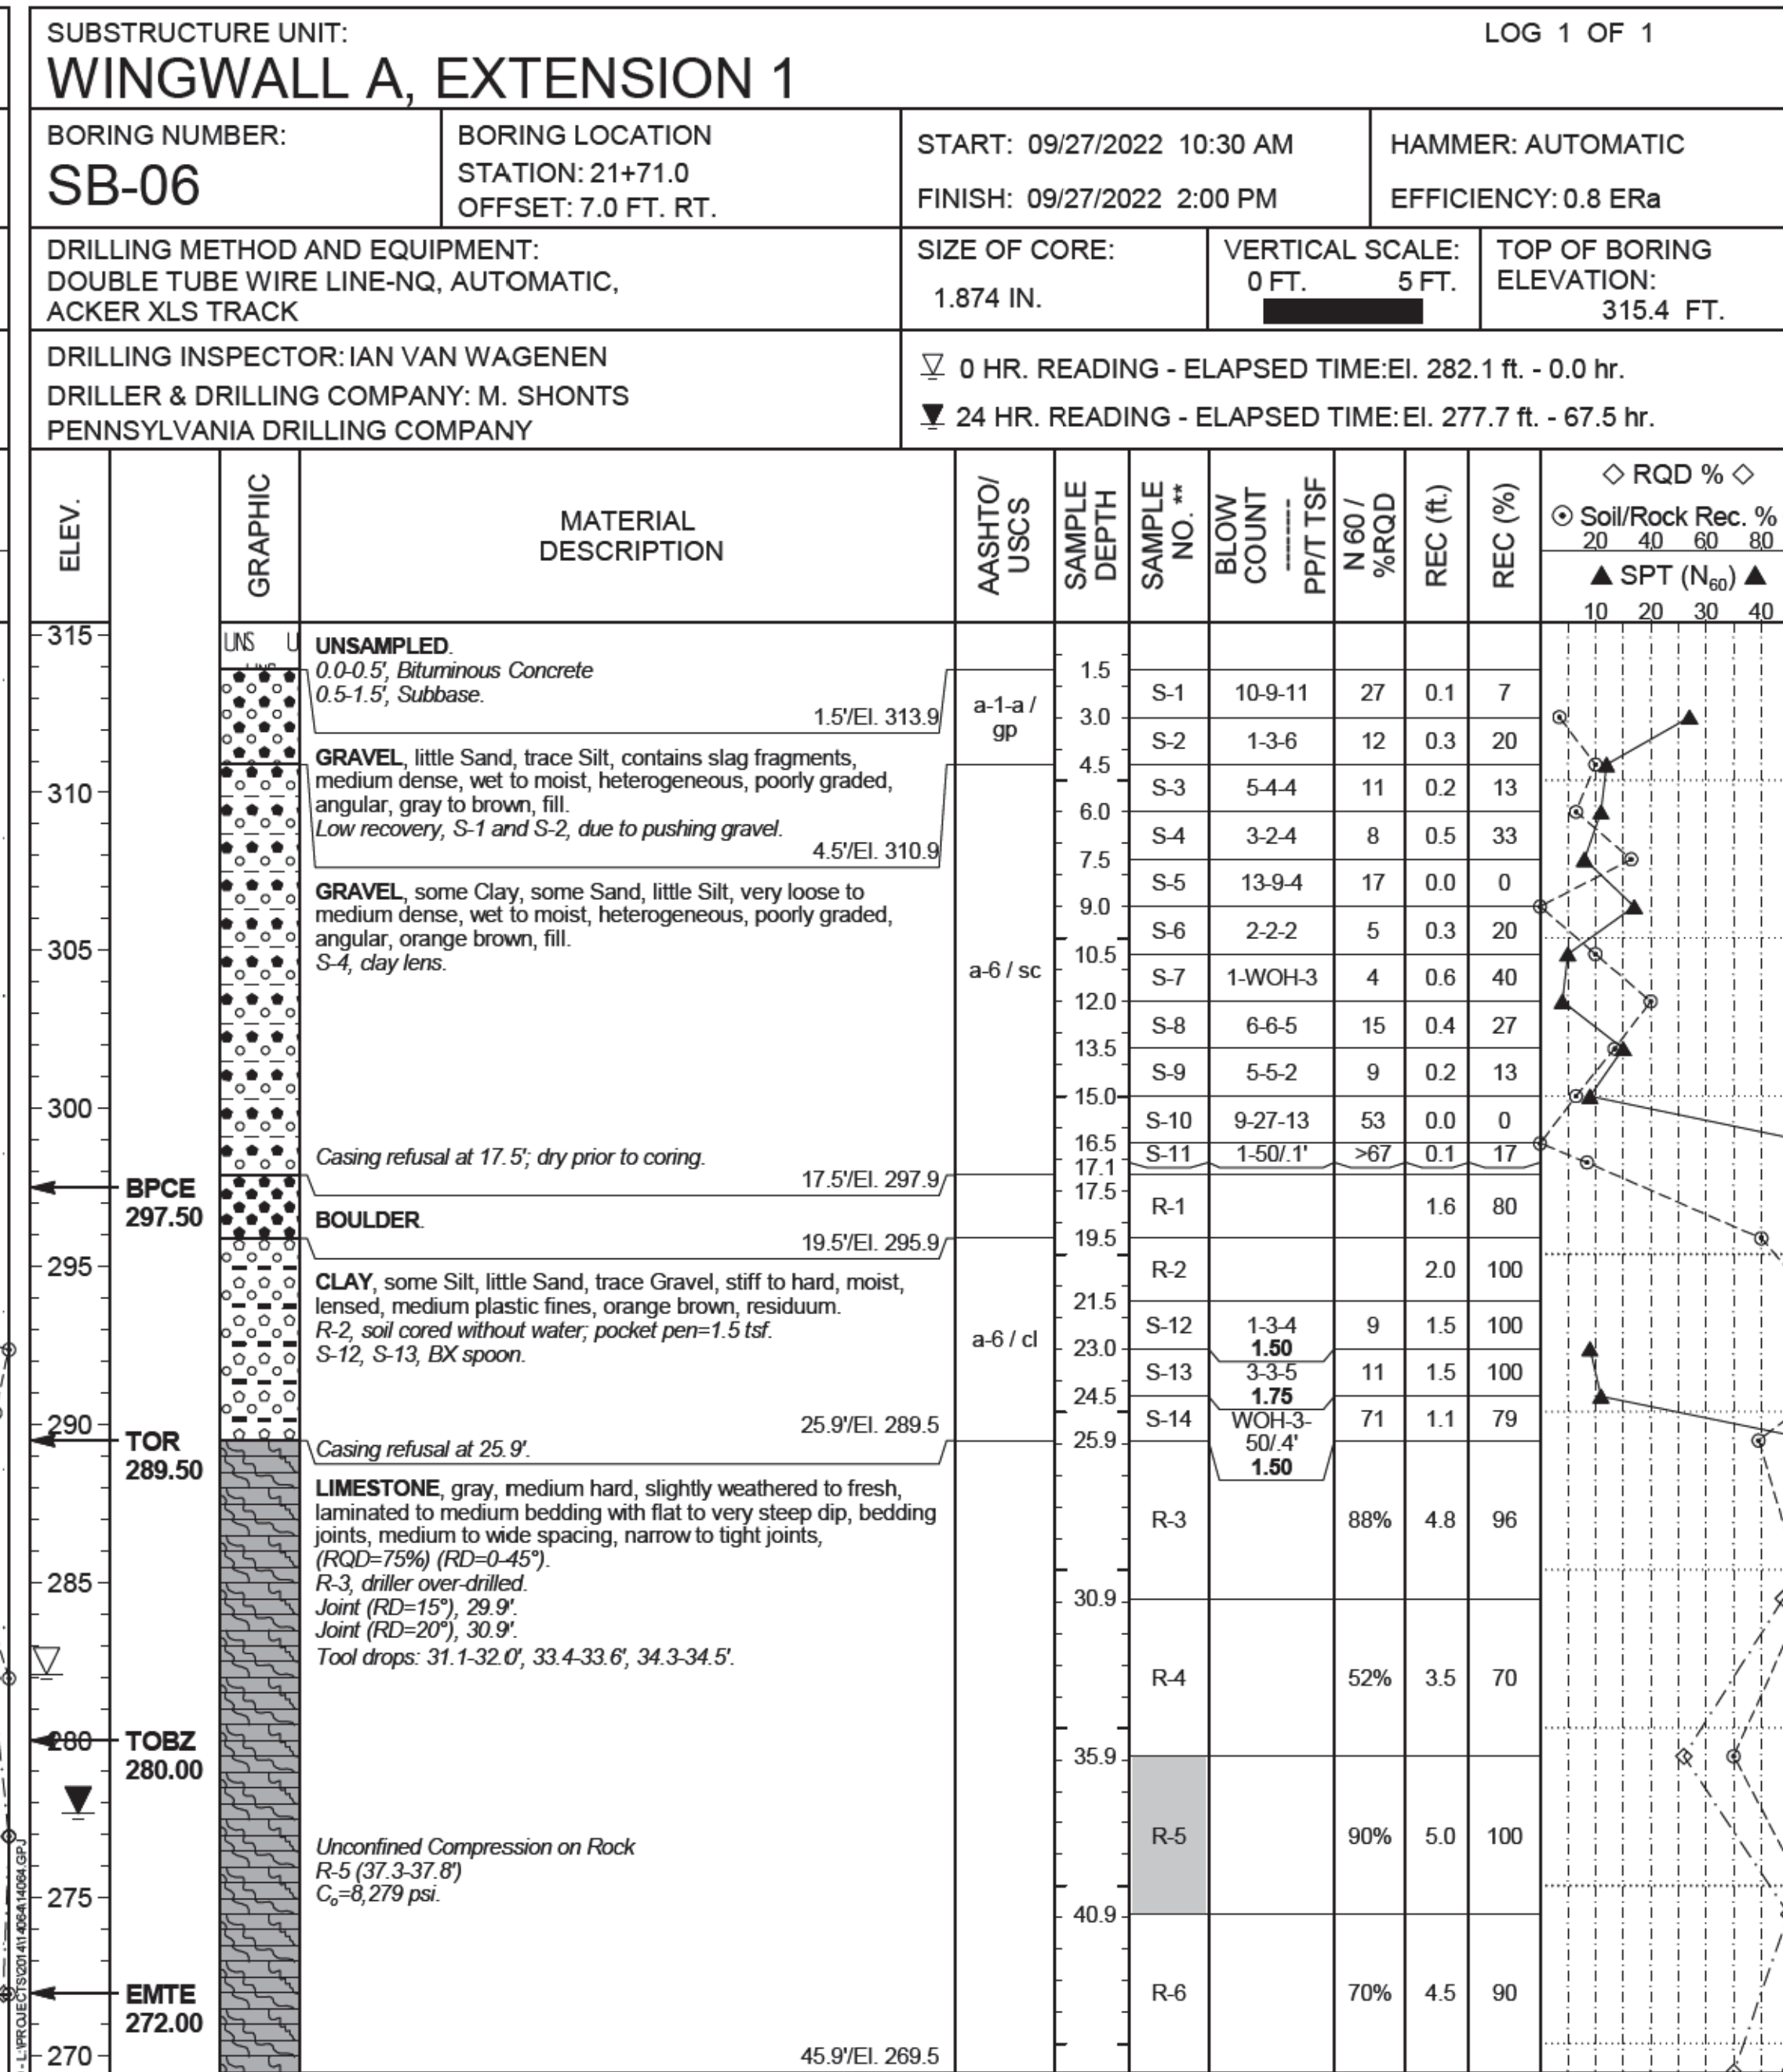 SUBSTRUCTURE UNIT:
LOG 1 OF 1
WINGWALL A, EXTENSION 1
BORING NUMBER:
SB-06
BORING LOCATION
STATION: 21+71.0
OFFSET: 7.0 FT. RT.
START: 09/27/2022 10:30 AM
FINISH: 09/27/2022 2:00 PM
HAMMER: AUTOMATIC
EFFICIENCY: 0.8 ERa
DRILLING METHOD AND EQUIPMENT:
DOUBLE TUBE WIRE LINE-NQ, AUTOMATIC,
ACKER XLS TRACK
SIZE OF CORE:
1.874 IN.
VERTICAL SCALE:
0 FT. 5 FT.
TOP OF BORING
ELEVATION:
315.4 FT.
DRILLING INSPECTOR: IAN VAN WAGENEN
DRILLER & DRILLING COMPANY: M. SHONTS
PENNSYLVANIA DRILLING COMPANY
0 HR. READING - ELAPSED TIME:El. 282.1 ft. - 0.0 hr.
24 HR. READING - ELAPSED TIME: El. 277.7 ft. - 67.5 hr.
ELEV.
GRAPHIC
MATERIAL
DESCRIPTION
AASHTO/
USCS
SAMPLE
DEPTH
SAMPLE
NO. **
BLOW
COUNT
--------
PP/T TSF
N 60 /
%RQD
REC (ft.)
REC (%)
◇ RQD % ◇
Soil/Rock Rec. %
20 40 60 80
▲ SPT (N60) ▲
10 20 30 40
315
310
305
300
295
290
285
280
275
270
BPCE
297.50
TOR
289.50
TOBZ
280.00
EMTE
272.00
UNS U
UNS
UNSAMPLED.
0.0-0.5', Bituminous Concrete
0.5-1.5', Subbase.
1.5'/El. 313.9
GRAVEL, little Sand, trace Silt, contains slag fragments,
medium dense, wet to moist, heterogeneous, poorly graded,
angular, gray to brown, fill.
Low recovery, S-1 and S-2, due to pushing gravel.
4.5'/El. 310.9
GRAVEL, some Clay, some Sand, little Silt, very loose to
medium dense, wet to moist, heterogeneous, poorly graded,
angular, orange brown, fill.
S-4, clay lens.
Casing refusal at 17.5'; dry prior to coring.
17.5'/El. 297.9
BOULDER.
19.5'/El. 295.9
CLAY, some Silt, little Sand, trace Gravel, stiff to hard, moist,
lensed, medium plastic fines, orange brown, residuum.
R-2, soil cored without water; pocket pen=1.5 tsf.
S-12, S-13, BX spoon.
25.9'/El. 289.5
Casing refusal at 25.9'.
LIMESTONE, gray, medium hard, slightly weathered to fresh,
laminated to medium bedding with flat to very steep dip, bedding
joints, medium to wide spacing, narrow to tight joints,
(RQD=75%) (RD=0-45°).
R-3, driller over-drilled.
Joint (RD=15°), 29.9'.
Joint (RD=20°), 30.9'.
Tool drops: 31.1-32.0', 33.4-33.6', 34.3-34.5'.
Unconfined Compression on Rock
R-5 (37.3-37.8')
Co=8,279 psi.
45.9'/El. 269.5
a-1-a /
gp
a-6 / sc
a-6 / cl
1.5
S-1 10-9-11 27 0.1 7
3.0
S-2 1-3-6 12 0.3 20
4.5
S-3 5-4-4 11 0.2 13
6.0
S-4 3-2-4 8 0.5 33
7.5
S-5 13-9-4 17 0.0 0
9.0
S-6 2-2-2 5 0.3 20
10.5
S-7 1-WOH-3 4 0.6 40
12.0
S-8 6-6-5 15 0.4 27
13.5
S-9 5-5-2 9 0.2 13
15.0
S-10 9-27-13 53 0.0 0
16.5
S-11 1-50/.1' >67 0.1 17
17.1
17.5
R-1 1.6 80
19.5
R-2 2.0 100
21.5
S-12 1-3-4 9 1.5 100
1.50
23.0
S-13 3-3-5 11 1.5 100
1.75
24.5
S-14 WOH-3- 71 1.1 79
50/.4'
1.50
25.9
R-3 88% 4.8 96
30.9
R-4 52% 3.5 70
35.9
R-5 90% 5.0 100
40.9
R-6 70% 4.5 90
- L:\PROJECTS\2014\14064\14064.GPJ